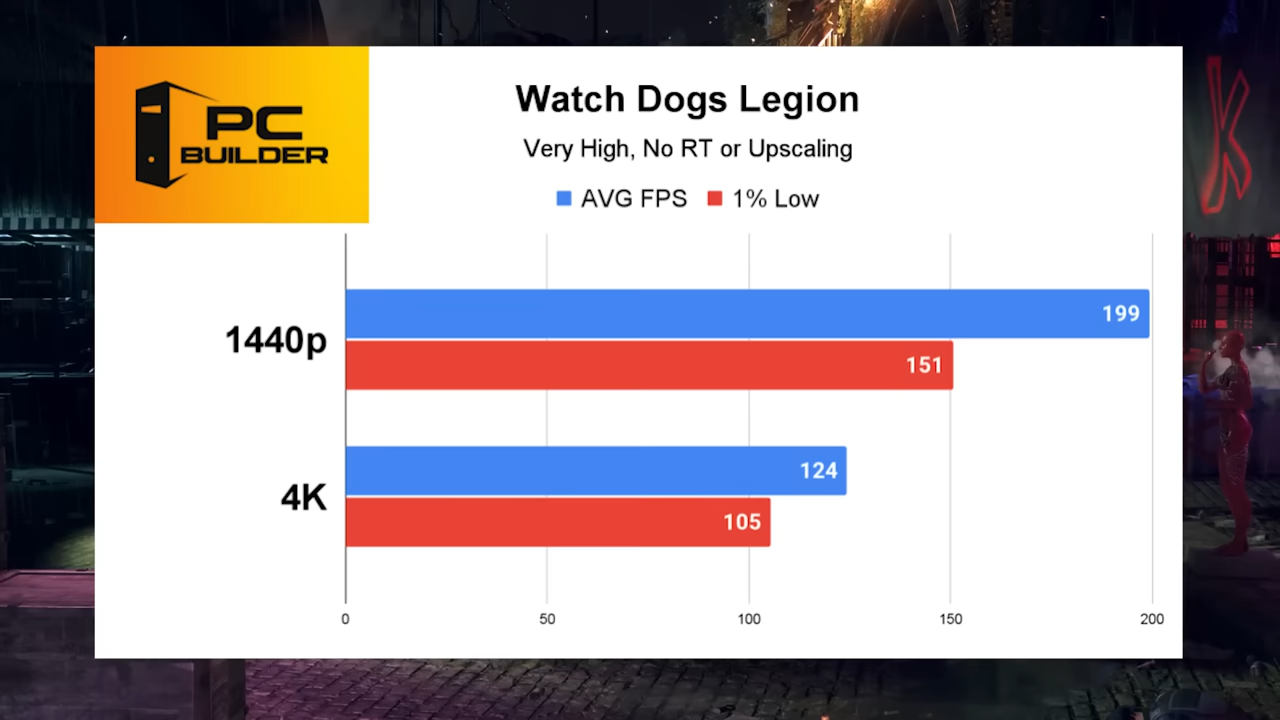 PC
BUILDER
Watch Dogs Legion
Very High, No RT or Upscaling
AVG FPS 1% Low
1440p
199
151
4K
124
105
0 50 100 150 200